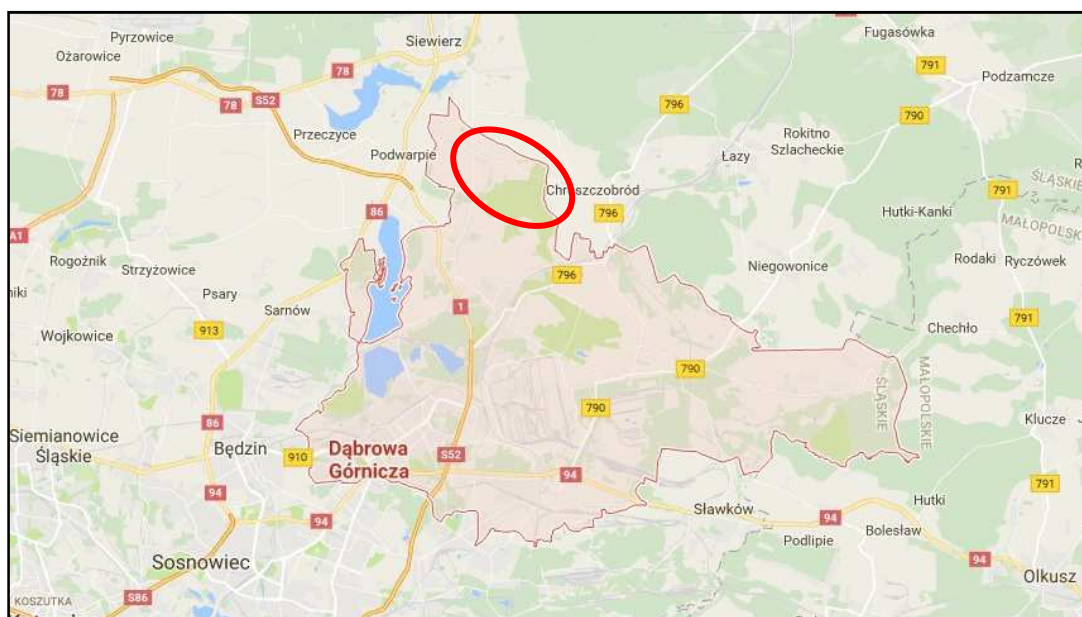 Pyrzowice
Ożarowice
Siewierz
Fugasówka
78
791
Podzamcze
78
78
S52
796
790
Przeczyce
Podwarpie
Rokitno
Szlacheckie
Łazy
Chruszczobród
ŚLĄSKIE
MAŁOPOLSKIE
791
796
86
Hutki-Kanki
A1
Rogoźnik
Strzyżowice
796
Niegowonice
Rodaki
Ryczówek
Psary
Sarnów
1
913
Wojkowice
791
Chechło
790
ŚLĄSKIE
MAŁOPOLSKIE
790
86
Siemianowice
Śląskie
Będzin
910
Dąbrowa
Górnicza
S52
94
Klucze
791
94
94
Sławków
94
Hutki
Bolesław
Podlipie
94
Olkusz
Sosnowiec
S86
KOSZUTKA